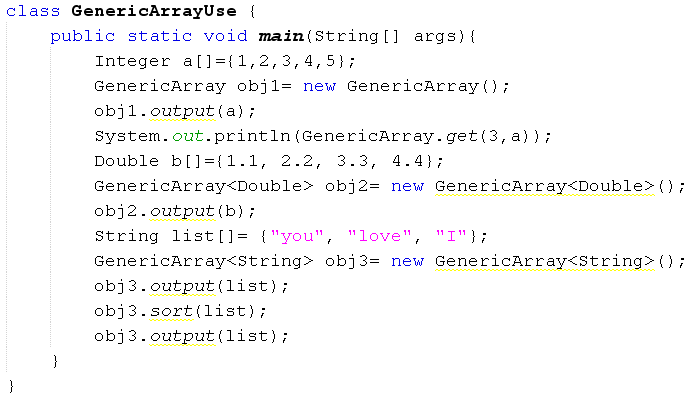 class GenericArrayUse {
    public static void main(String[] args){
        Integer a[]={1,2,3,4,5};
        GenericArray obj1= new GenericArray();
        obj1.output(a);
        System.out.println(GenericArray.get(3,a));
        Double b[]={1.1, 2.2, 3.3, 4.4};
        GenericArray<Double> obj2= new GenericArray<Double>();
        obj2.output(b);
        String list[]= {"you", "love", "I"};
        GenericArray<String> obj3= new GenericArray<String>();
        obj3.output(list);
        obj3.sort(list);
        obj3.output(list);
    }
}